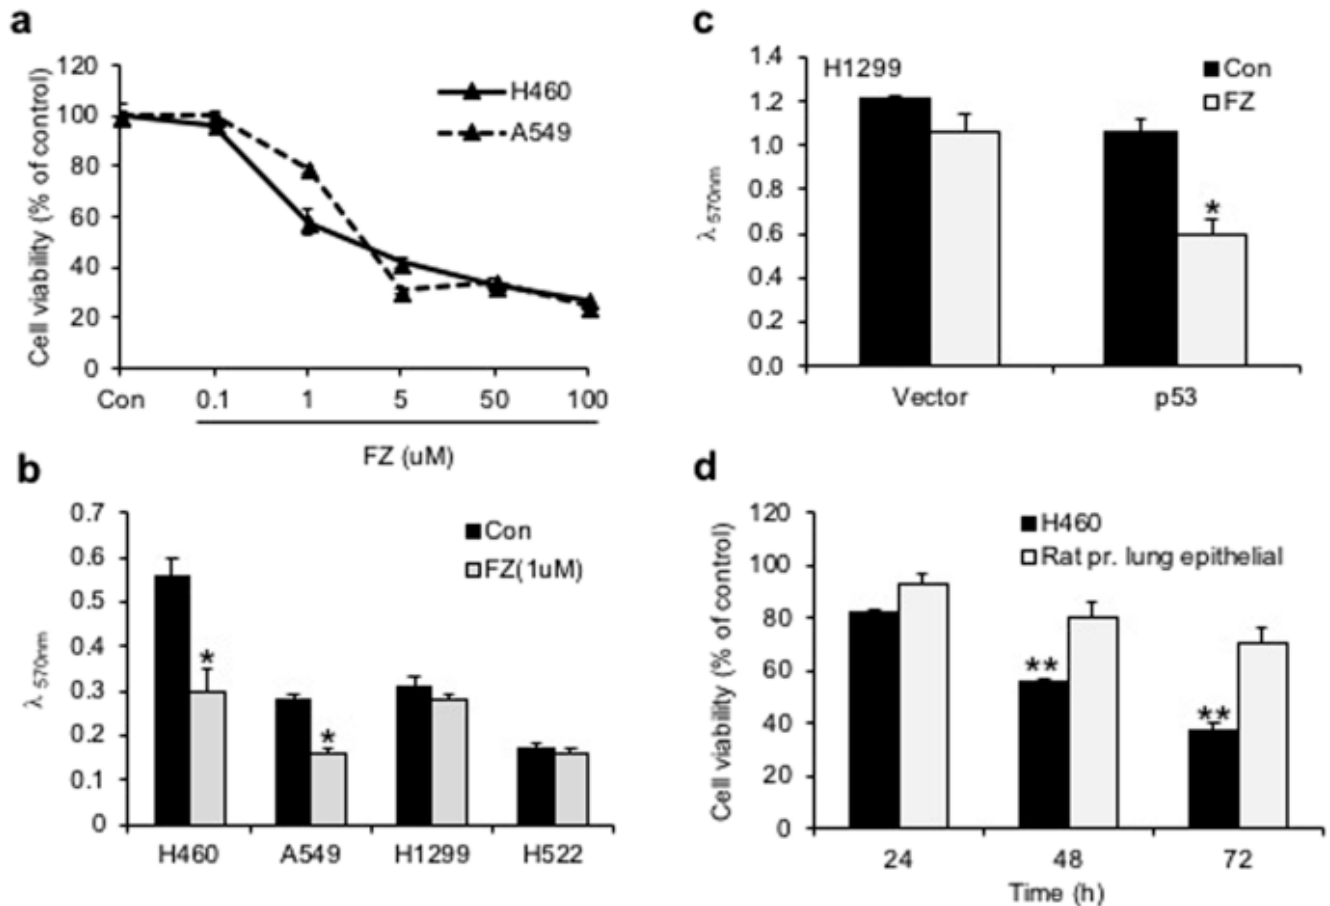 a
120
100
80
60
40
20
0
Cell viability (% of control)
H460
A549
Con 0.1 1 5 50 100
FZ (uM)
c
1.4
1.2
1.0
0.8
0.6
0.4
0.2
0.0
λ 570nm
H1299
Con
FZ
*
Vector p53
b
0.7
0.6
0.5
0.4
0.3
0.2
0.1
0
λ 570nm
Con
FZ(1uM)
*
*
H460 A549 H1299 H522
d
120
100
80
60
40
20
0
Cell viability (% of control)
H460
Rat pr. lung epithelial
**
**
24 48 72
Time (h)